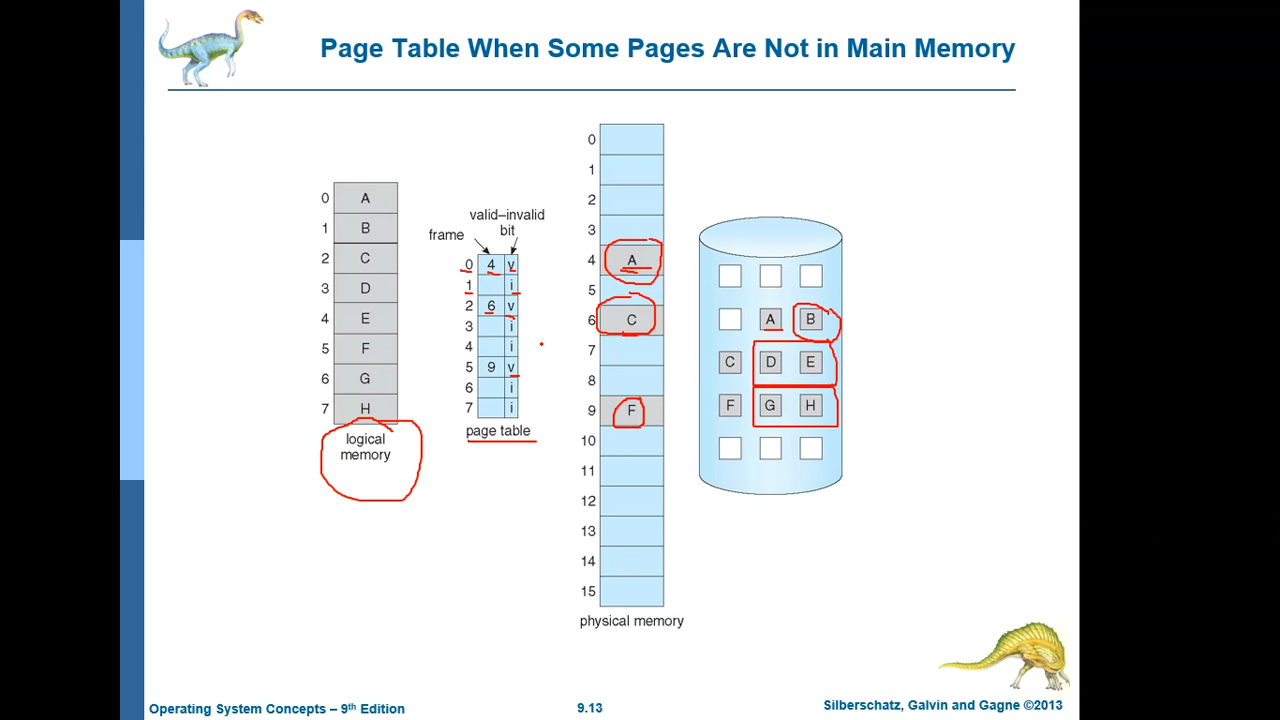 Page Table When Some Pages Are Not in Main Memory
0 A
1 B
2 C
3 D
4 E
5 F
6 G
7 H
logical
memory
valid–invalid
bit
frame
0 4 v
1 i
2 6 v
3 i
4 i
5 9 v
6 i
7 i
page table
0
1
2
3
4 A
5
6 C
7
8
9 F
10
11
12
13
14
15
physical memory
A B
C D E
F G H
Operating System Concepts – 9th Edition
9.13
Silberschatz, Galvin and Gagne ©2013